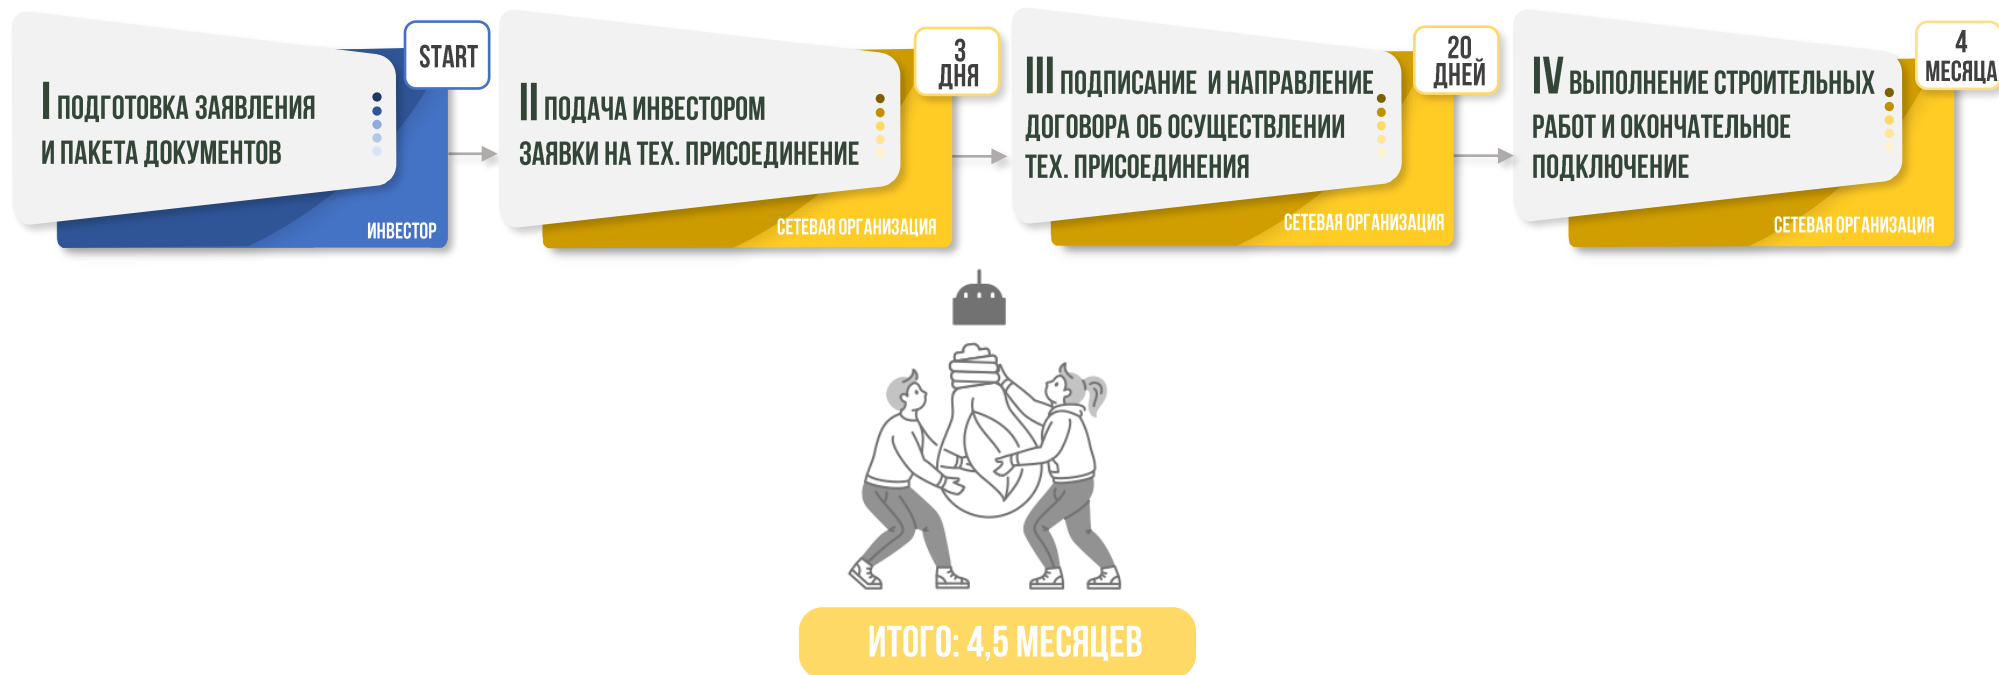 START
I ПОДГОТОВКА ЗАЯВЛЕНИЯ
И ПАКЕТА ДОКУМЕНТОВ
ИНВЕСТОР
3
ДНЯ
II ПОДАЧА ИНВЕСТОРОМ
ЗАЯВКИ НА ТЕХ. ПРИСОЕДИНЕНИЕ
СЕТЕВАЯ ОРГАНИЗАЦИЯ
20
ДНЕЙ
III ПОДПИСАНИЕ И НАПРАВЛЕНИЕ
ДОГОВОРА ОБ ОСУЩЕСТВЛЕНИИ
ТЕХ. ПРИСОЕДИНЕНИЯ
СЕТЕВАЯ ОРГАНИЗАЦИЯ
4
МЕСЯЦА
IV ВЫПОЛНЕНИЕ СТРОИТЕЛЬНЫХ
РАБОТ И ОКОНЧАТЕЛЬНОЕ
ПОДКЛЮЧЕНИЕ
СЕТЕВАЯ ОРГАНИЗАЦИЯ
ИТОГО: 4,5 МЕСЯЦЕВ